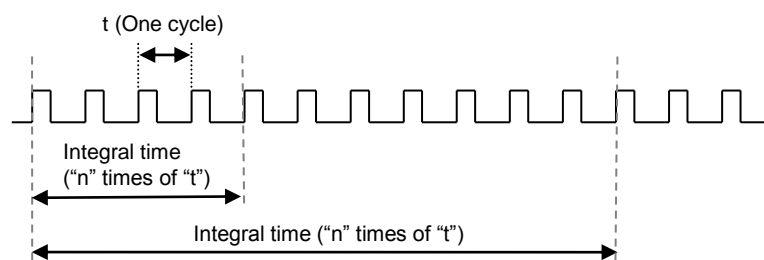 t (One cycle)
Integral time
(“n” times of “t”)
Integral time (“n” times of “t”)